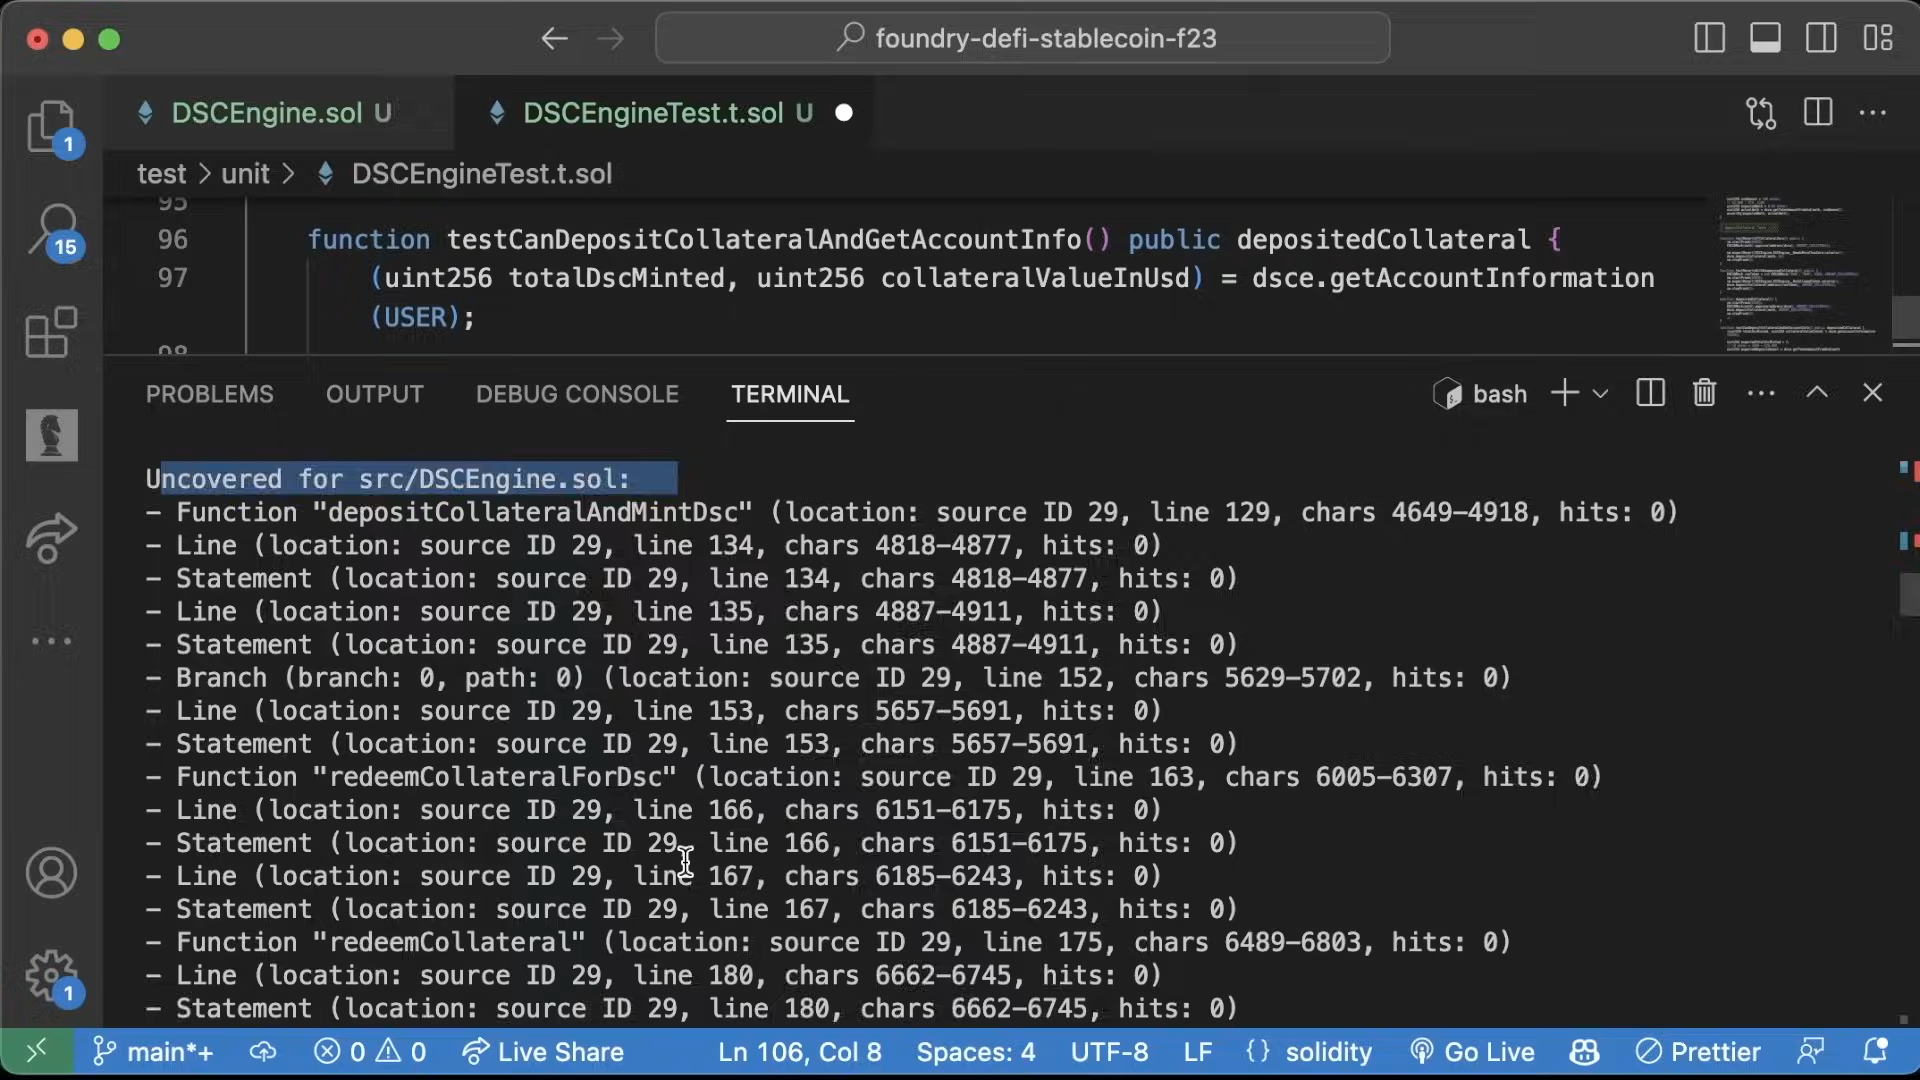 foundry-defi-stablecoin-f23
DSCEngine.sol U
DSCEngineTest.t.sol U
1
test > unit > DSCEngineTest.t.sol
95
96 function testCanDepositCollateralAndGetAccountInfo() public depositedCollateral {
97 (uint256 totalDscMinted, uint256 collateralValueInUsd) = dsce.getAccountInformation
(USER);
98
15
PROBLEMS OUTPUT DEBUG CONSOLE TERMINAL bash
Uncovered for src/DSCEngine.sol:
- Function "depositCollateralAndMintDsc" (location: source ID 29, line 129, chars 4649-4918, hits: 0)
- Line (location: source ID 29, line 134, chars 4818-4877, hits: 0)
- Statement (location: source ID 29, line 134, chars 4818-4877, hits: 0)
- Line (location: source ID 29, line 135, chars 4887-4911, hits: 0)
- Statement (location: source ID 29, line 135, chars 4887-4911, hits: 0)
- Branch (branch: 0, path: 0) (location: source ID 29, line 152, chars 5629-5702, hits: 0)
- Line (location: source ID 29, line 153, chars 5657-5691, hits: 0)
- Statement (location: source ID 29, line 153, chars 5657-5691, hits: 0)
- Function "redeemCollateralForDsc" (location: source ID 29, line 163, chars 6005-6307, hits: 0)
- Line (location: source ID 29, line 166, chars 6151-6175, hits: 0)
- Statement (location: source ID 29, line 166, chars 6151-6175, hits: 0)
- Line (location: source ID 29, line 167, chars 6185-6243, hits: 0)
- Statement (location: source ID 29, line 167, chars 6185-6243, hits: 0)
- Function "redeemCollateral" (location: source ID 29, line 175, chars 6489-6803, hits: 0)
- Line (location: source ID 29, line 180, chars 6662-6745, hits: 0)
- Statement (location: source ID 29, line 180, chars 6662-6745, hits: 0)
1
main*+ 0 0 Live Share Ln 106, Col 8 Spaces: 4 UTF-8 LF {} solidity Go Live Prettier